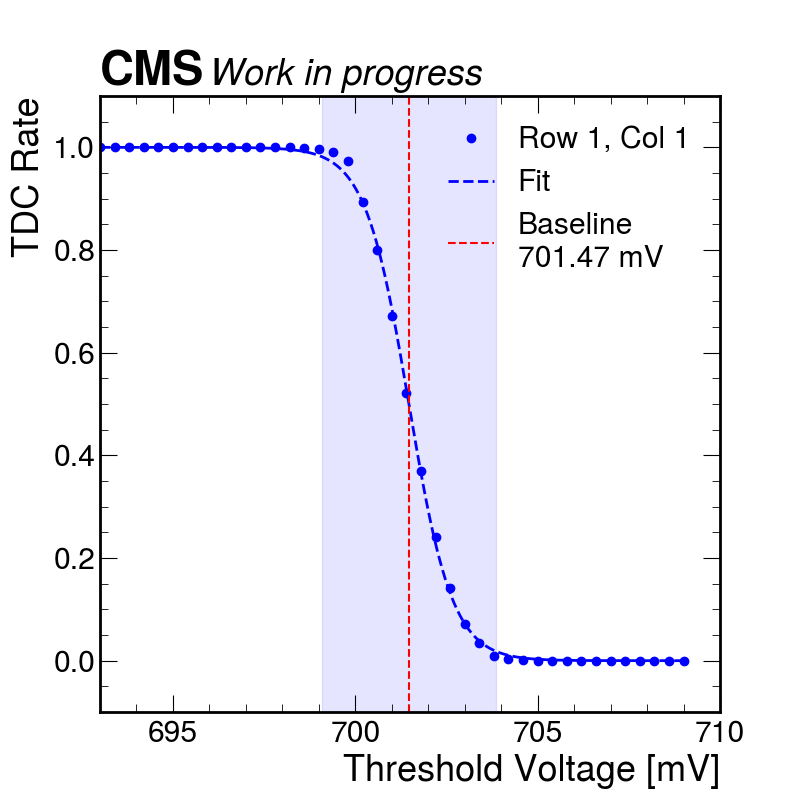 CMS Work in progress
TDC Rate
1.0
0.8
0.6
0.4
0.2
0.0
Row 1, Col 1
Fit
Baseline
701.47 mV
695 700 705 710
Threshold Voltage [mV]